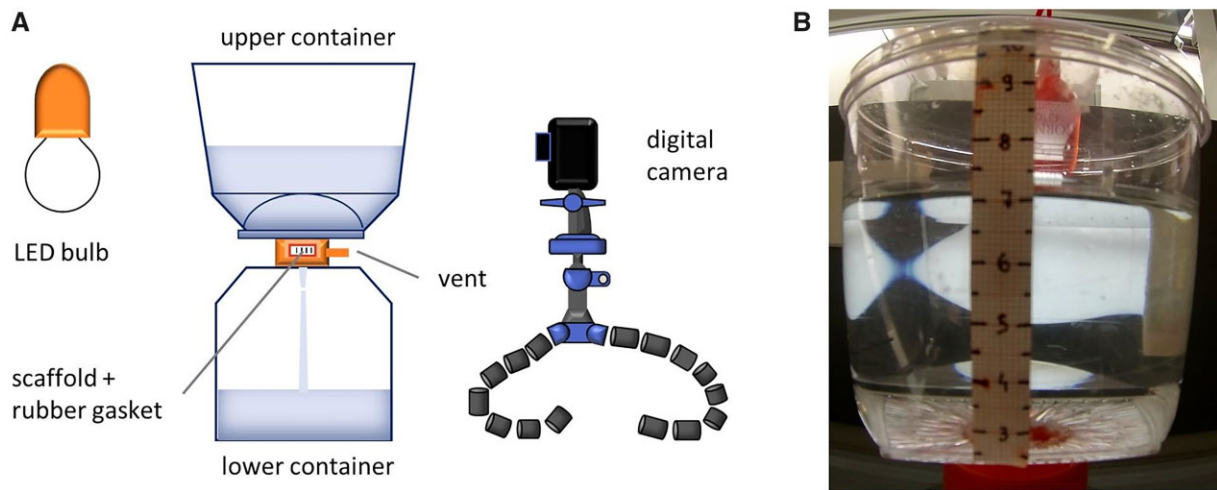 A
upper container
LED bulb
vent
scaffold +
rubber gasket
lower container
digital
camera
B
9
8
7
6
5
4
3